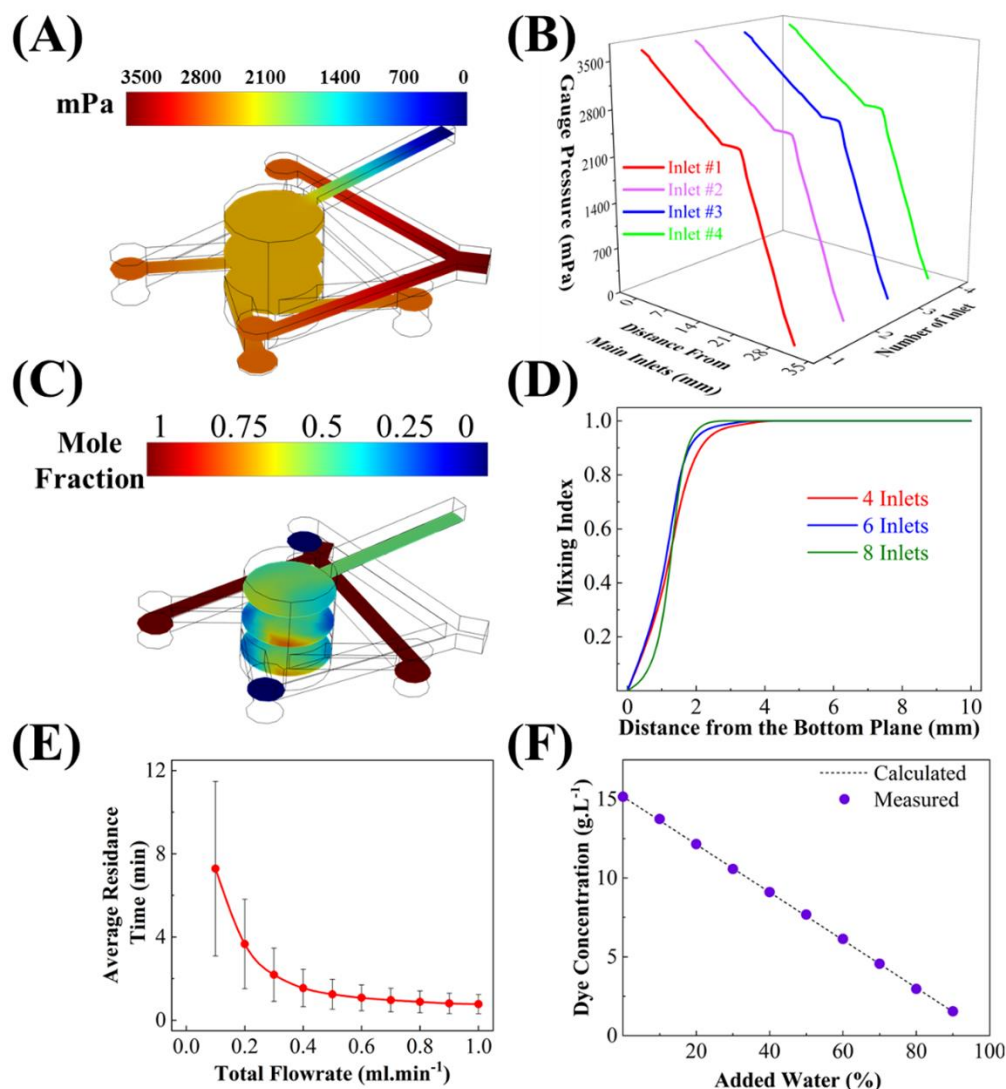 (A)
3500 2800 2100 1400 700 0
mPa
(B)
Gauge Pressure (mPa)
3500
2800
2100
1400
700
0
Inlet #1
Inlet #2
Inlet #3
Inlet #4
0 7 14 21 28 35
Distance From
Main Inlets (mm)
1 2 3 4
Number of Inlet
(C)
1 0.75 0.5 0.25 0
Mole
Fraction
(D)
Mixing Index
1.0
0.8
0.6
0.4
0.2
4 Inlets
6 Inlets
8 Inlets
0 2 4 6 8 10
Distance from the Bottom Plane (mm)
(E)
Average Residance
Time (min)
12
8
4
0
0.0 0.2 0.4 0.6 0.8 1.0
Total Flowrate (ml.min⁻¹)
(F)
Dye Concentration (g.L⁻¹)
15
10
5
0
Calculated
Measured
0 20 40 60 80 100
Added Water (%)